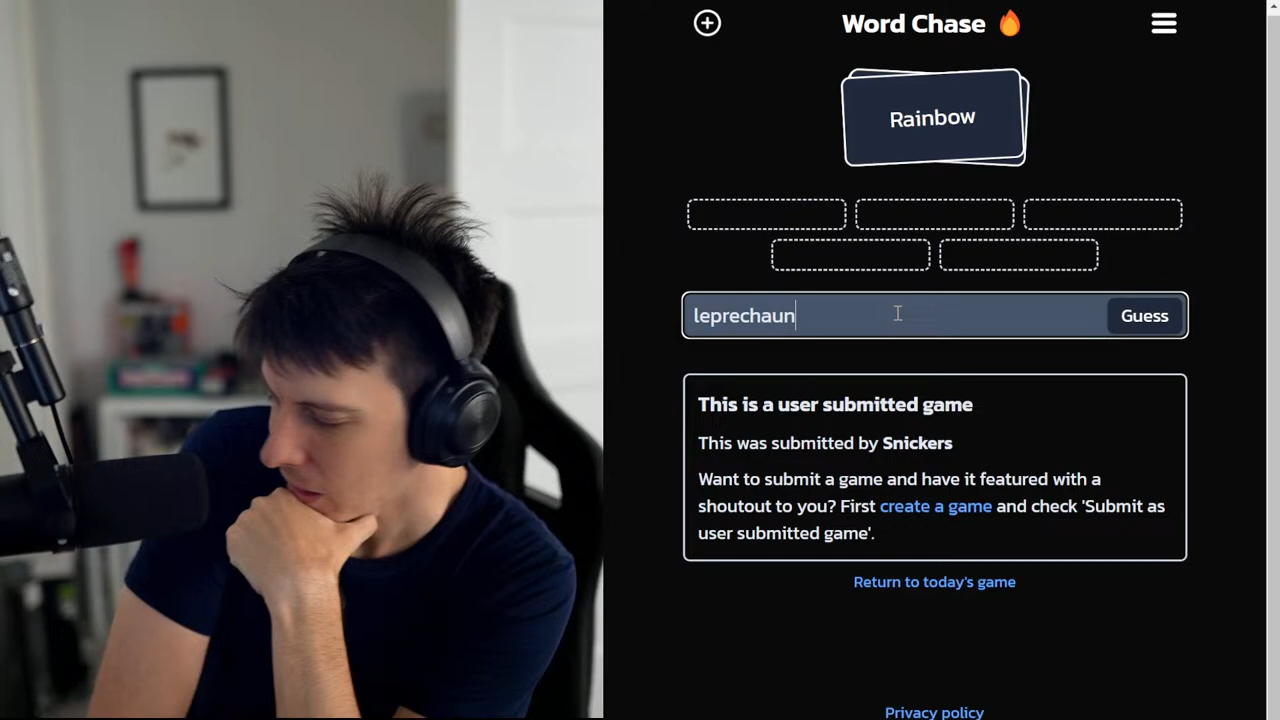 Word Chase 🔥
Rainbow
leprechaun
Guess
This is a user submitted game
This was submitted by Snickers
Want to submit a game and have it featured with a
shoutout to you? First create a game and check 'Submit as
user submitted game'.
Return to today's game
Privacy policy